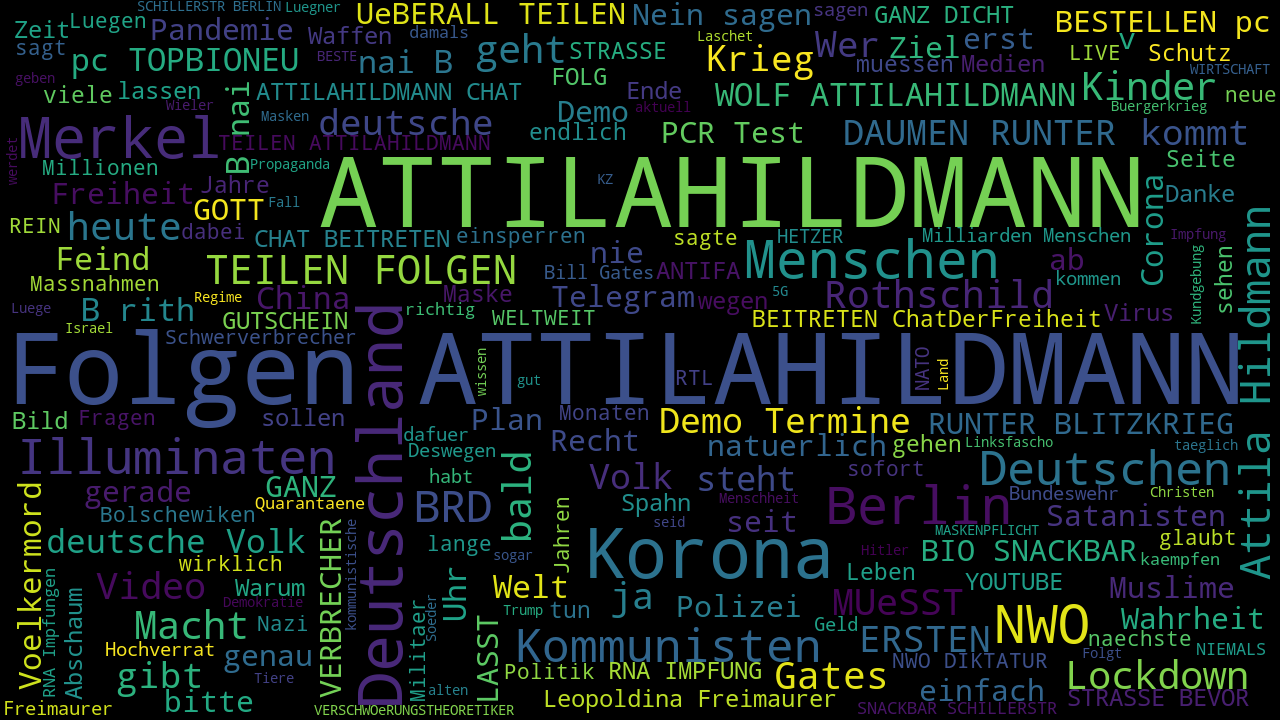 SCHILLERSTR BERLIN
Luegner
UeBERALL TEILEN
Nein sagen
sagen
GANZ DICHT
BESTELLEN pc
Zeit
Luegen
Pandemie
Waffen
damals
Laschet
Wer
Ziel
erst
v
sagt
pc TOPBIONEU
BESTE
nai B
geht
STRASSE
Krieg
muessen
Medien
LIVE
Schutz
geben
viele
lassen
nai B
ATTILAHILDMANN CHAT
FOLG
Ende
WOLF ATTILAHILDMANN
Kinder
WIRTSCHAFT
neue
Wieler
Masken
deutsche
Demo
aktuell
Buergerkrieg
Merkel
TEILEN ATTILAHILDMANN
endlich
PCR Test
DAUMEN RUNTER
kommt
werdet
Millionen
Propaganda
ATTILAHILDMANN
KZ
Seite
Freiheit
Jahre
GOTT
Fall
Corona
Danke
REIN
heute
dabei
CHAT BEITRETEN
einsperren
sagte
HETZER
Milliarden Menschen
Impfung
Feind
TEILEN FOLGEN
nie
Menschen
ab
sehen
Massnahmen
Bill Gates
ANTIFA
kommen
Kundgebung
B rith
Regime
China
Maske
Telegram
wegen
5G
Rothschild
Luege
Israel
GUTSCHEIN
richtig
WELTWEIT
BEITRETEN ChatDerFreiheit
Virus
Schwerverbrecher
Folgen ATTILAHILDMANN
wissen
gut
RTL
NATO
Land
Attila Hildmann
Bild
Fragen
sollen
Deutschland
Plan
Monaten
Demo Termine
RUNTER BLITZKRIEG
dafuer
Deswegen
Recht
natuerlich
gehen
Linksfascho
taeglich
Illuminaten
habt
bald
Volk
steht
sofort
Deutschen
Voelkermord
gerade
GANZ
Quarantaene
BRD
Spahn
Menschheit
Berlin
Bundeswehr
Christen
Bolschewiken
Jahren
seid
seit
Satanisten
deutsche Volk
VERBRECHER
kommunistische
lange
sogar
Korona
MASKENPFLICHT
glaubt
wirklich
Hitler
BIO SNACKBAR
kaempfen
RNA Impfungen
Abschaum
Video
Warum
Uhr
Welt
Leben
YOUTUBE
Muslime
Demokratie
Militaer
Soeder
Trump
tun
ja
Polizei
MUeSST
Macht
Nazi
LASST
Geld
NWO
Wahrheit
Hochverrat
genau
Kommunisten
ERSTEN
naechste
NIEMALS
gibt
Tiere
Politik
RNA IMPFUNG
Gates
NWO DIKTATUR
Folgt
Lockdown
bitte
alten
Leopoldina Freimaurer
einfach
STRASSE BEVOR
Freimaurer
VERSCHWOeRUNGSTHEORETIKER
SNACKBAR SCHILLERSTR